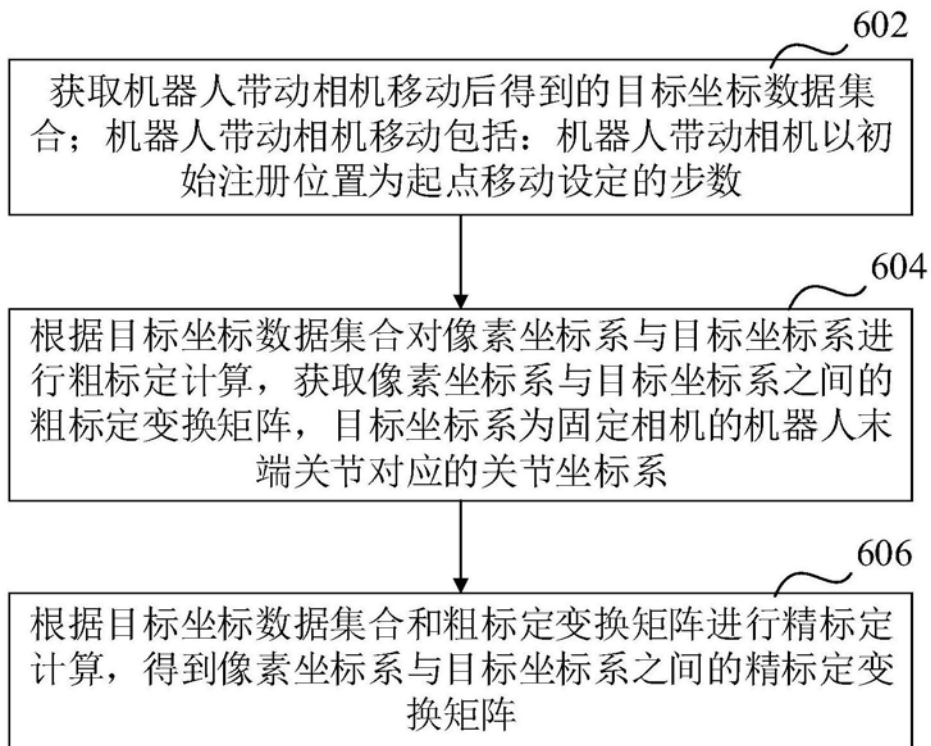 602
获取机器人带动相机移动后得到的目标坐标数据集
合；机器人带动相机移动包括：机器人带动相机以初
始注册位置为起点移动设定的步数
604
根据目标坐标数据集合对像素坐标系与目标坐标系进
行粗标定计算，获取像素坐标系与目标坐标系之间的
粗标定变换矩阵，目标坐标系为固定相机的机器人末
端关节对应的关节坐标系
606
根据目标坐标数据集合和粗标定变换矩阵进行精标定
计算，得到像素坐标系与目标坐标系之间的精标定变
换矩阵